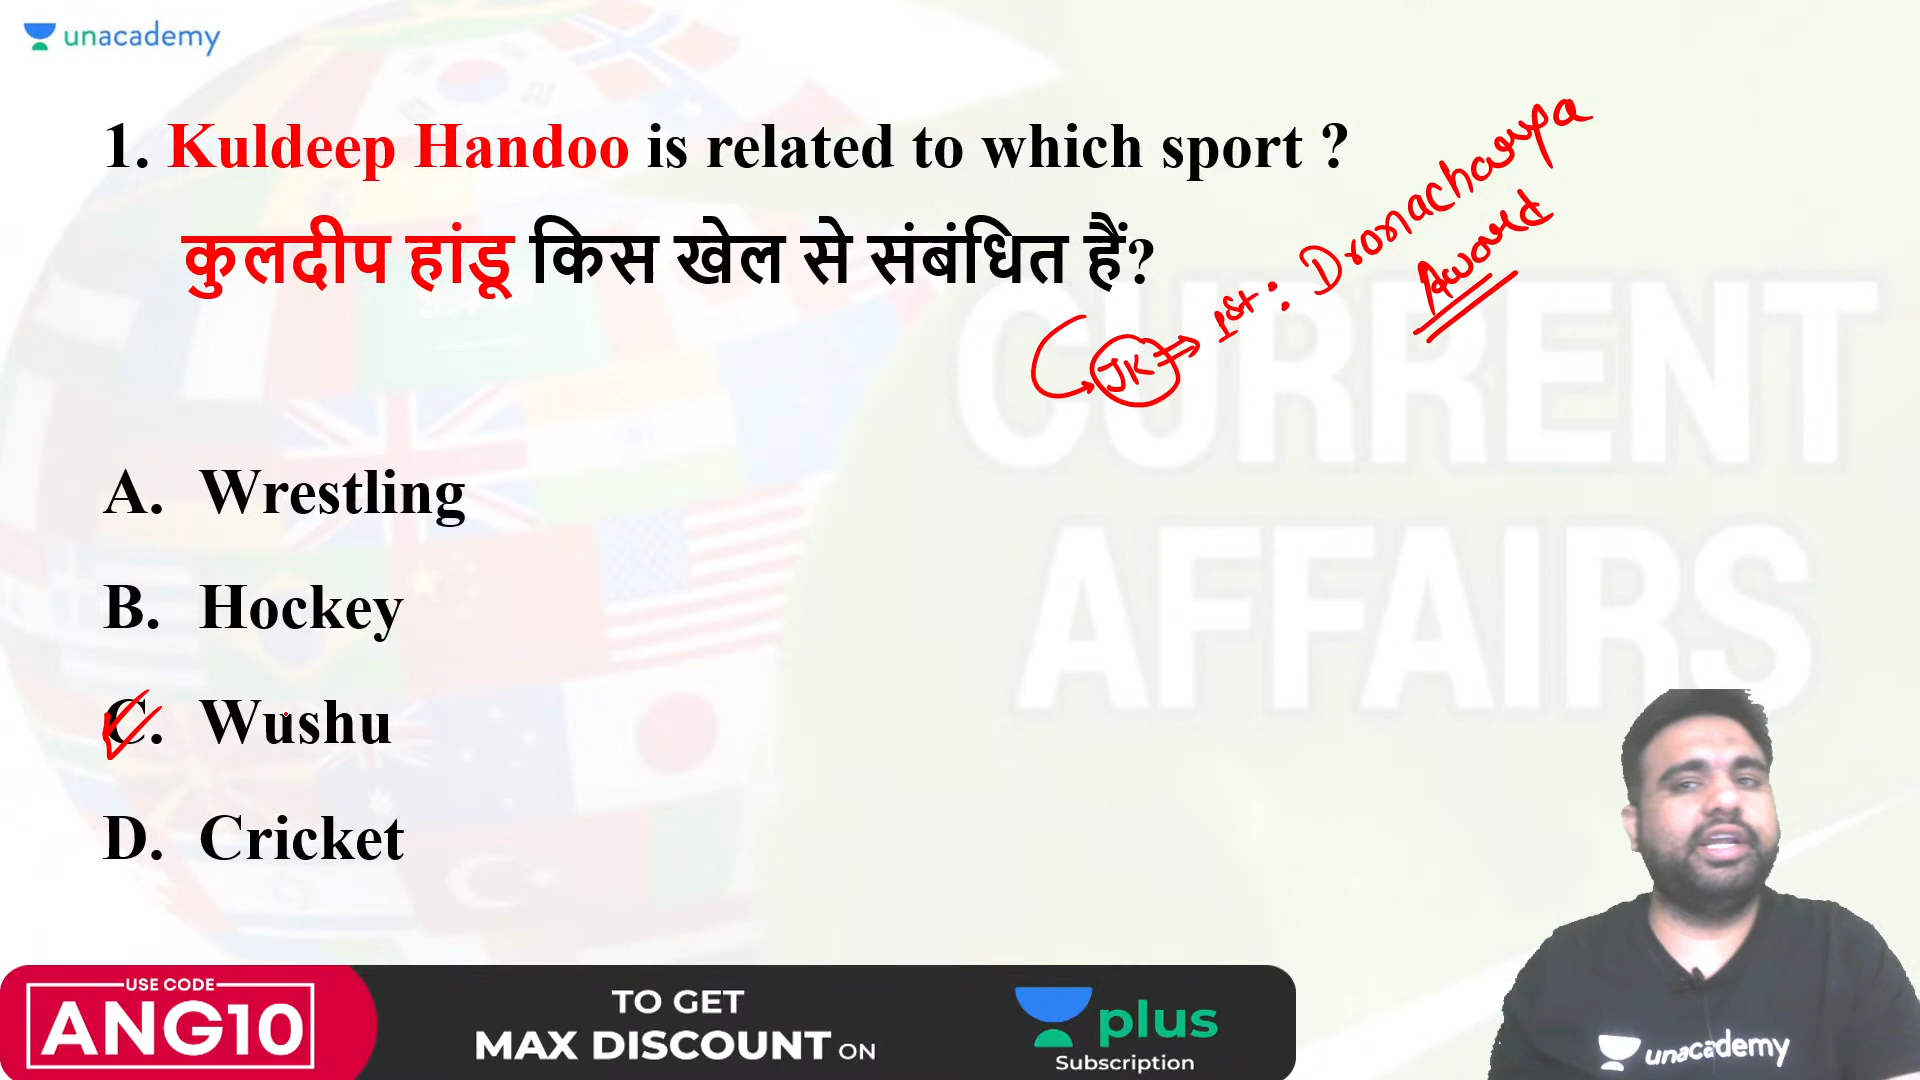 unacademy
1. Kuldeep Handoo is related to which sport ?
कुलदीप हांडू किस खेल से संबंधित हैं?
JK ⇒ 1st : Dronacharya
Award
CURRENT
AFFAIRS
A. Wrestling
B. Hockey
C. Wushu
D. Cricket
USE CODE
ANG10
TO GET
MAX DISCOUNT ON
plus
Subscription
unacademy